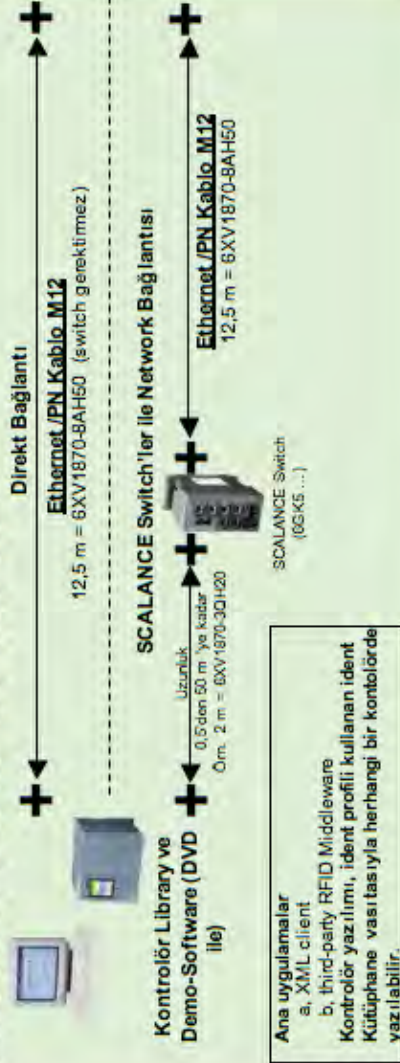 Direkt Bağlantı
Ethernet /PN Kablo M12
12,5 m = 6XV1870-8AH50 (switch gerektirmez)
SCALANCE Switch'ler ile Network Bağlantısı
Kontrolör Library ve
Demo-Software (DVD
ile)
Uzunluk
0,5'den 50 m 'ye kadar
Örn. 2 m = 6XV1870-3QH20
Ethernet /PN Kablo M12
12,5 m = 6XV1870-8AH50
SCALANCE Switch
(6GK5 ...)
Ana uygulamalar
a, XML client
b, third-party RFID Middleware
Kontrolör yazılımı, ident profili kullanan ident
Kütüphane vasıtasıyla herhangi bir kontolörde
yazılabilir.